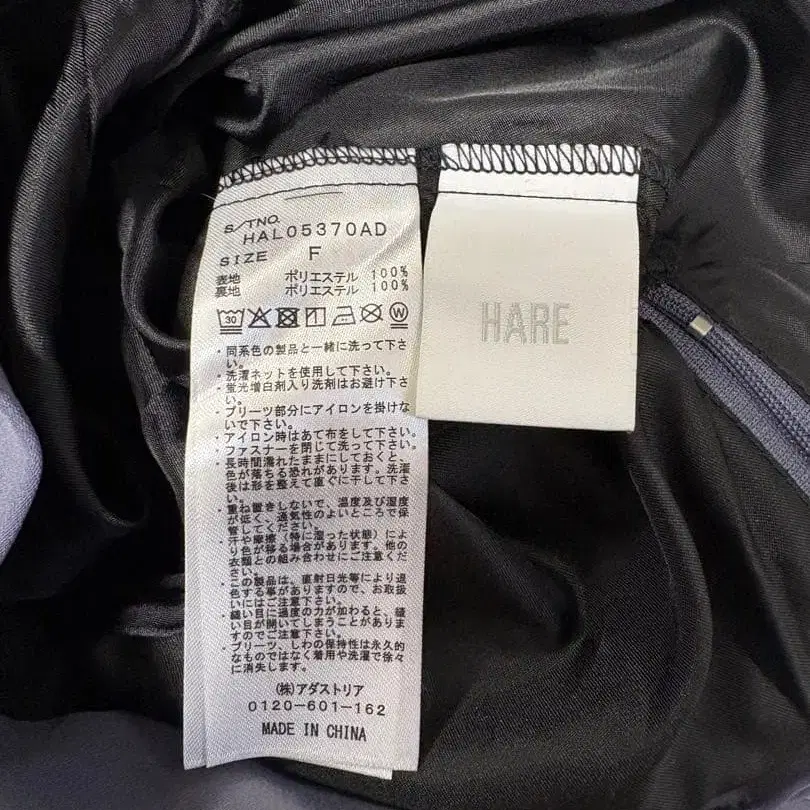 S/TNO.
HAL05370AD
SIZE F
表地 ポリエステル 100%
裏地 ポリエステル 100%
30 W
・同系色の製品と一緒に洗って下さ
い。
・洗濯ネットを使用して下さい。
・蛍光増白剤入り洗剤はお避け下さ
い。
・プリーツ部分にアイロンを掛けな
いで下さい。
・アイロン時はあて布をして下さい。
・ファスナーを閉じて洗って下さい。
・長時間濡れたままにしておくと、
色が落ちる恐れがあります。洗濯
後は形を整えて直ぐに干して下さ
い。
・重ね置きしないで、温度及び湿度
が低く、通気性のよいところで保
管してください。
・汗や摩擦（特に湿った状態）によ
り色が移る場合があります。他の
衣類との組み合わせにご注意くだ
さい。
・この製品は、直射日光等により退
色する事がありますので、お取扱
いにはご注意下さい。
・縫い目に過度の力が加わると、縫
い目が開いてしまうことがありま
すのでご注意下さい。
・プリーツ、しわの保持性は永久的
なものではなく着用や洗濯で徐々
に消失します。
(株)アダストリア
0120-601-162
MADE IN CHINA
HARE